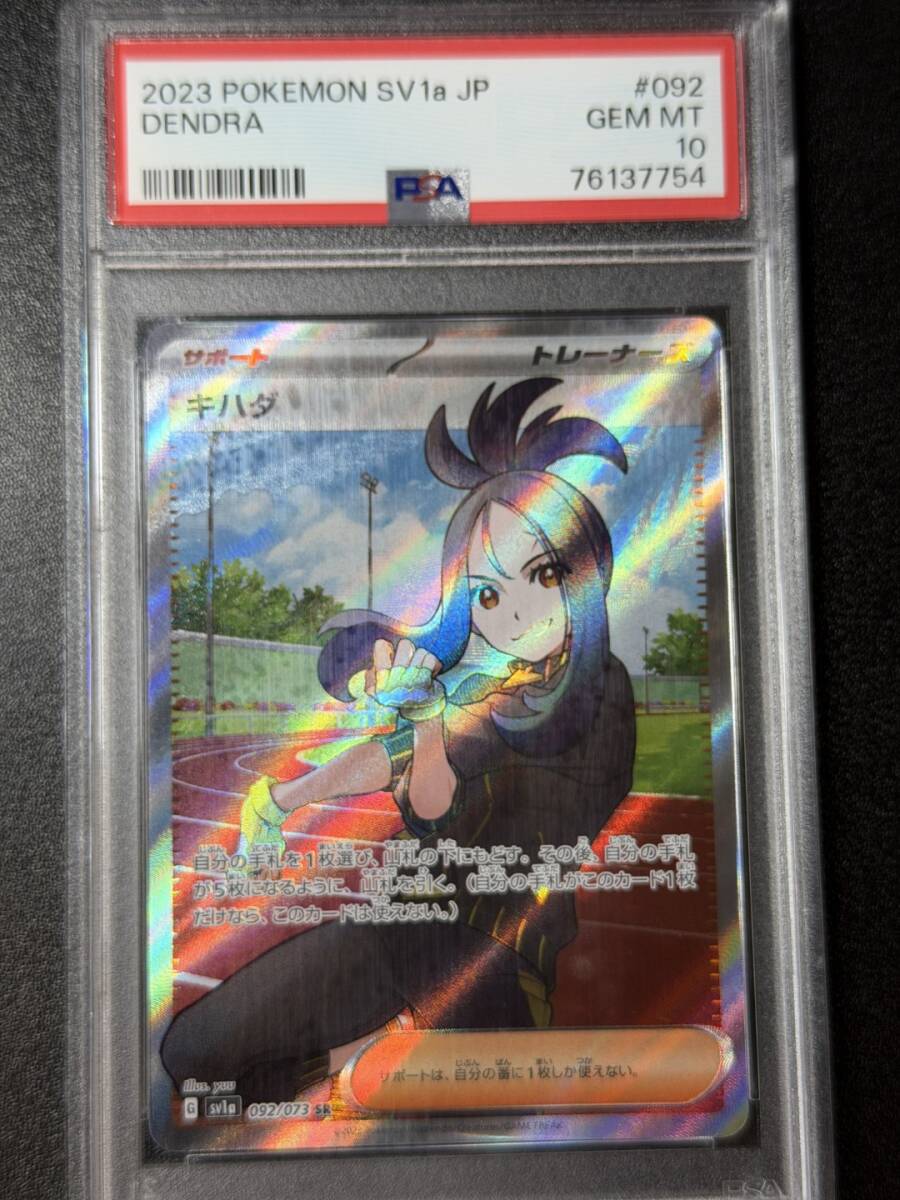 2023 POKEMON SV1a JP #092
DENDRA GEM MT
10
PSA 76137754
サポート トレーナーズ
キハダ
自分の手札を1枚選び、山札の下にもどす。その後、自分の手札
が5枚になるように、山札を引く。(自分の手札がこのカード1枚
だけなら、このカードは使えない。)
サポートは、自分の番に1枚しか使えない。
illus. yuu
G sv1a 092/073 SR
GAME FREAK
PSA